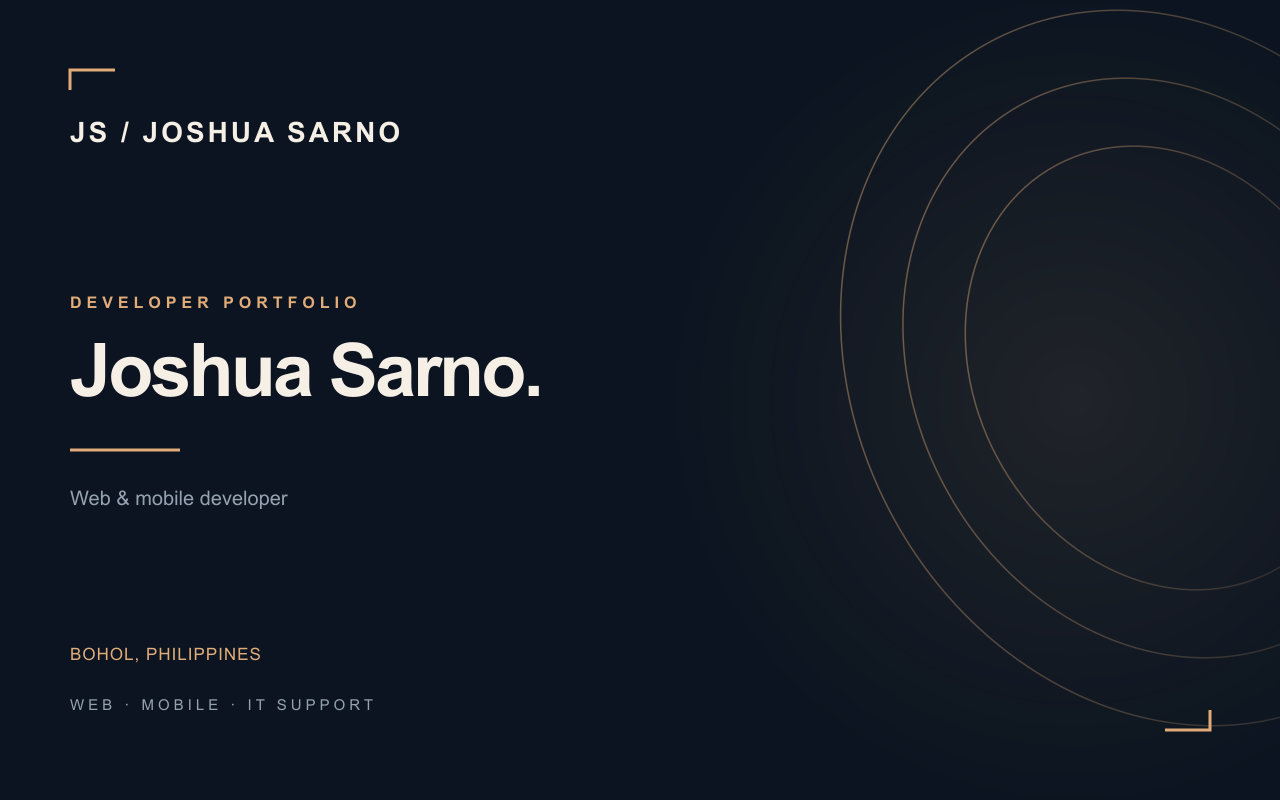 JS / JOSHUA SARNO
DEVELOPER PORTFOLIO
Joshua Sarno.
Web & mobile developer
BOHOL, PHILIPPINES
WEB · MOBILE · IT SUPPORT